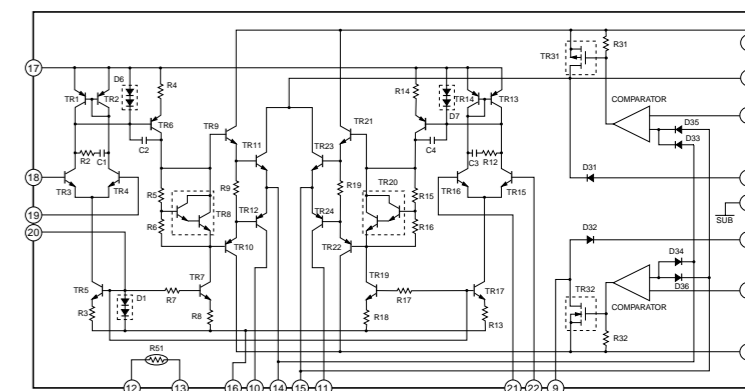 R31
TR31
17
D6
R4
R14
TR1
TR2
TR14
TR13
D7
TR6
TR9
TR21
COMPARATOR
D35
D33
R2
C1
C2
TR11
TR23
C4
C3
R12
18
TR3
TR4
R9
R19
TR20
TR16
TR15
D31
R5
TR8
R15
19
R6
TR12
TR24
R16
SUB
20
TR10
TR22
D32
D34
TR5
TR7
TR19
TR17
TR32
D36
R7
R17
D1
COMPARATOR
R3
R8
R18
R13
R32
R51
12
13
16
10
14
15
11
21
22
9